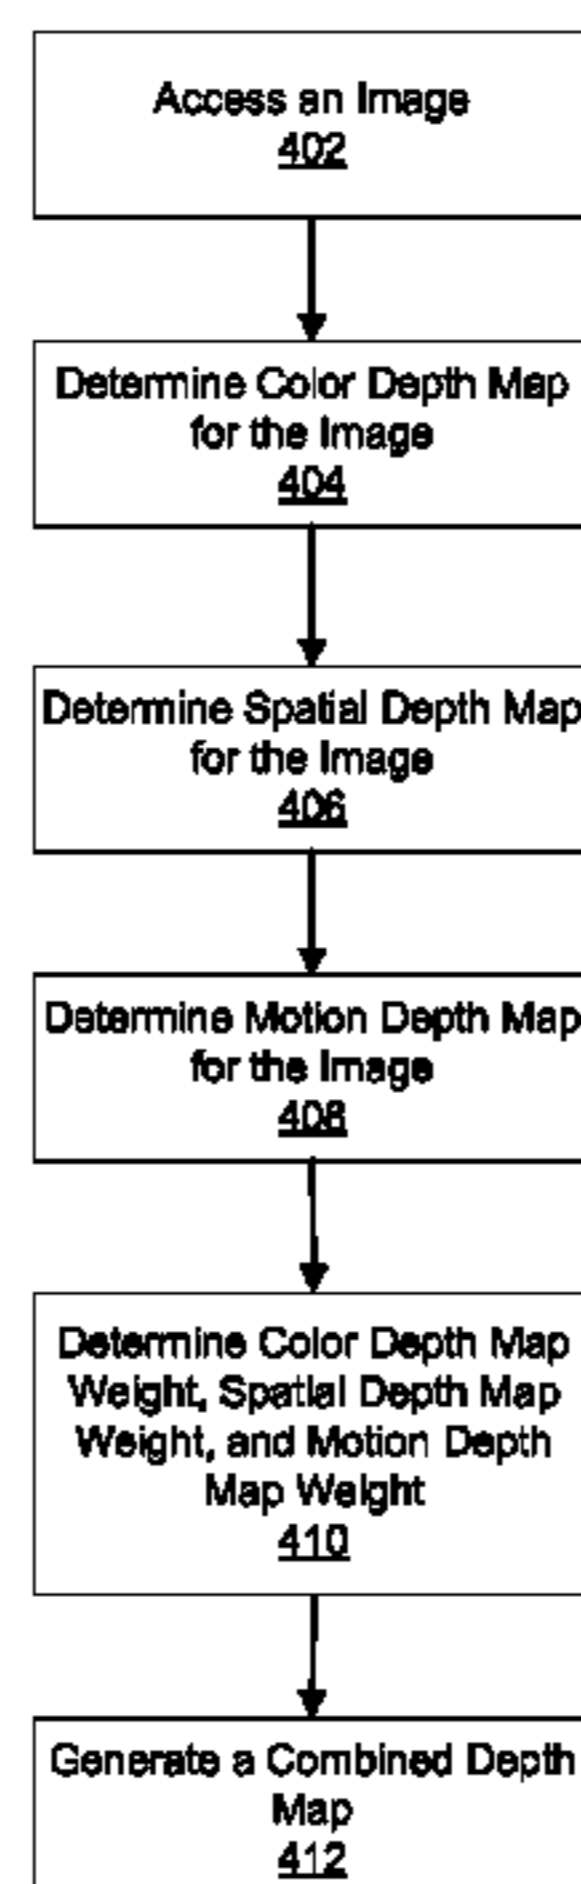 Access an Image
402
Determine Color Depth Map
for the Image
404
Determine Spatial Depth Map
for the Image
406
Determine Motion Depth Map
for the Image
408
Determine Color Depth Map
Weight, Spatial Depth Map
Weight, and Motion Depth
Map Weight
410
Generate a Combined Depth
Map
412